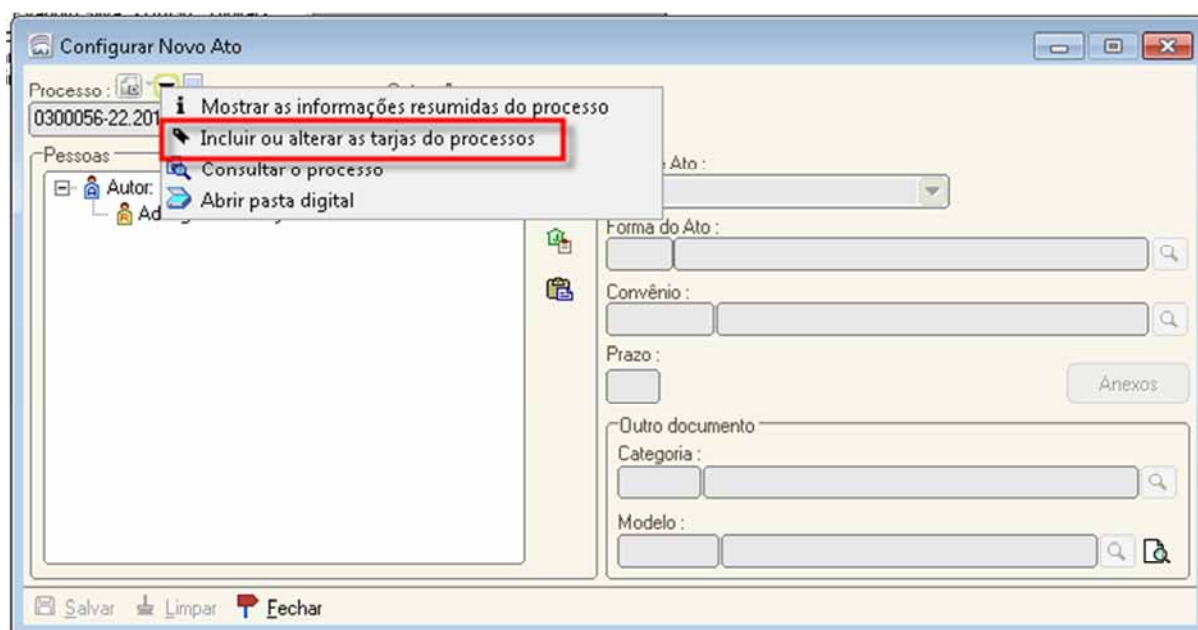 Configurar Novo Ato
Processo :
0300056-22.201
i Mostrar as informações resumidas do processo
Incluir ou alterar as tarjas do processos
Consultar o processo
Abrir pasta digital
Pessoas
Autor:
Ato :
Forma do Ato :
Convênio :
Prazo :
Anexos
Outro documento
Categoria :
Modelo :
Salvar Limpar Fechar